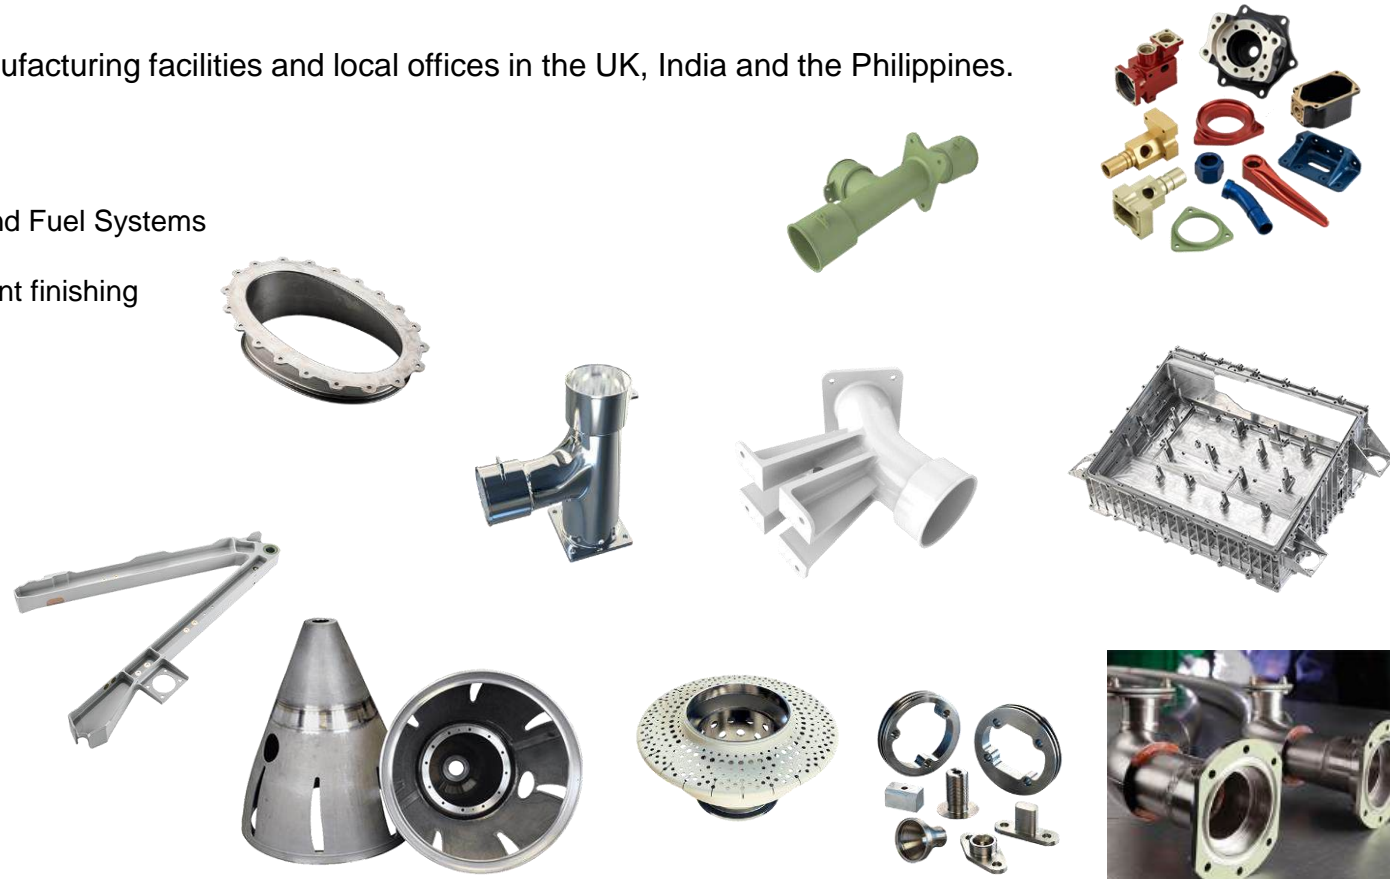 ufacturing facilities and local offices in the UK, India and the Philippines.
nd Fuel Systems
nt finishing